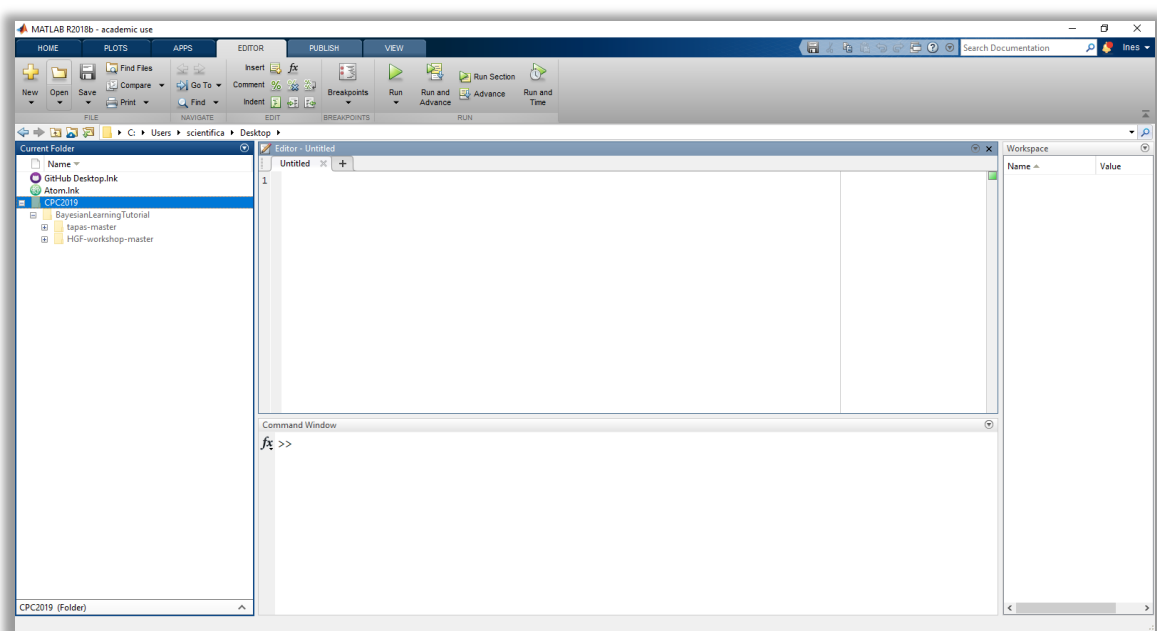 MATLAB R2018b - academic use
HOME PLOTS APPS EDITOR PUBLISH VIEW Search Documentation Ines
New Open Save Find Files Compare Print Go To Find Insert fx Comment Indent Breakpoints Run Run and Advance Run Section Advance Run and Time
FILE NAVIGATE EDIT BREAKPOINTS RUN
C: Users scientifica Desktop
Current Folder
Name
GitHub Desktop.lnk
Atom.lnk
CPC2019
BayesianLearningTutorial
tapas-master
HGF-workshop-master
CPC2019 (Folder)
Editor - Untitled
Untitled +
1
Command Window
fx >>
Workspace
Name Value